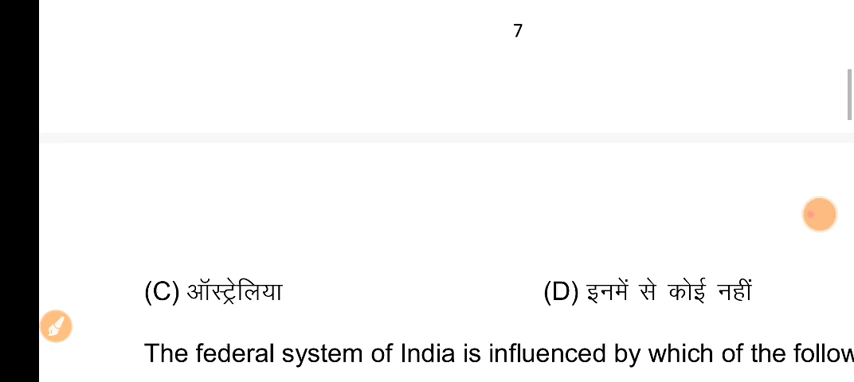 7
(C) ऑस्ट्रेलिया (D) इनमें से कोई नहीं
The federal system of India is influenced by which of the follow